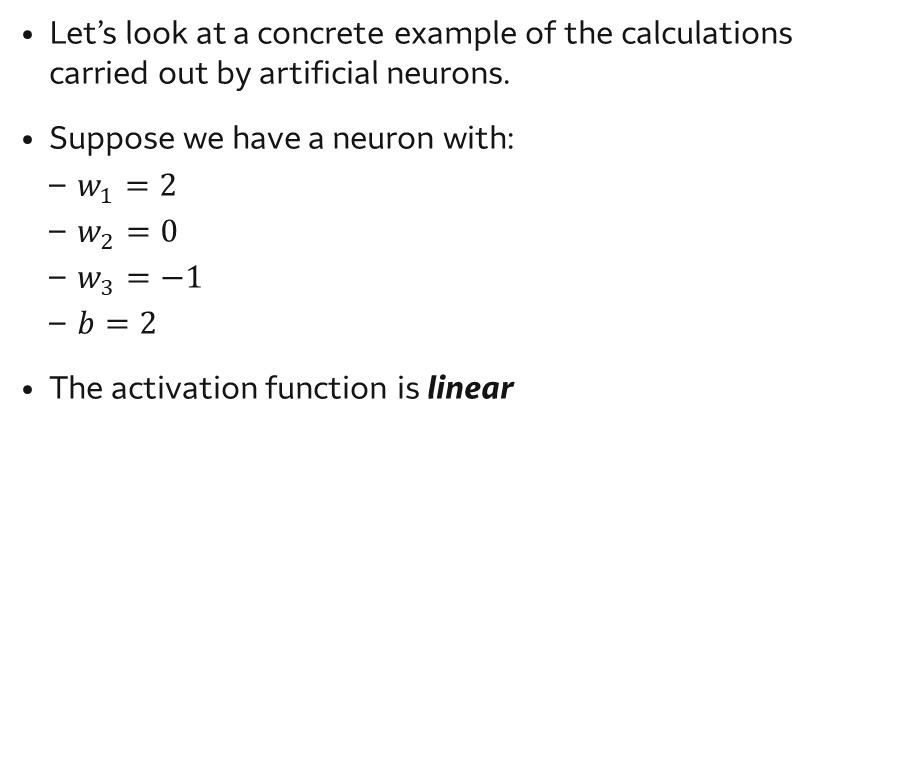 • Let’s look at a concrete example of the calculations
carried out by artificial neurons.
• Suppose we have a neuron with:
– w₁ = 2
– w₂ = 0
– w₃ = −1
– b = 2
• The activation function is linear